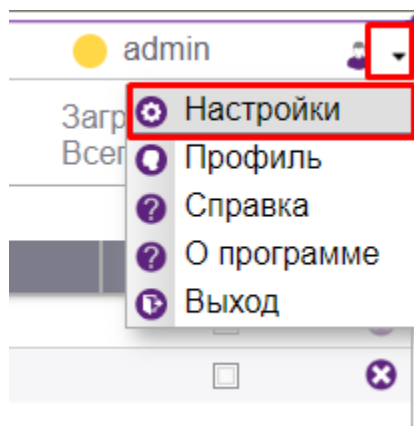 admin
Загр
Всег
Настройки
Профиль
Справка
О программе
Выход